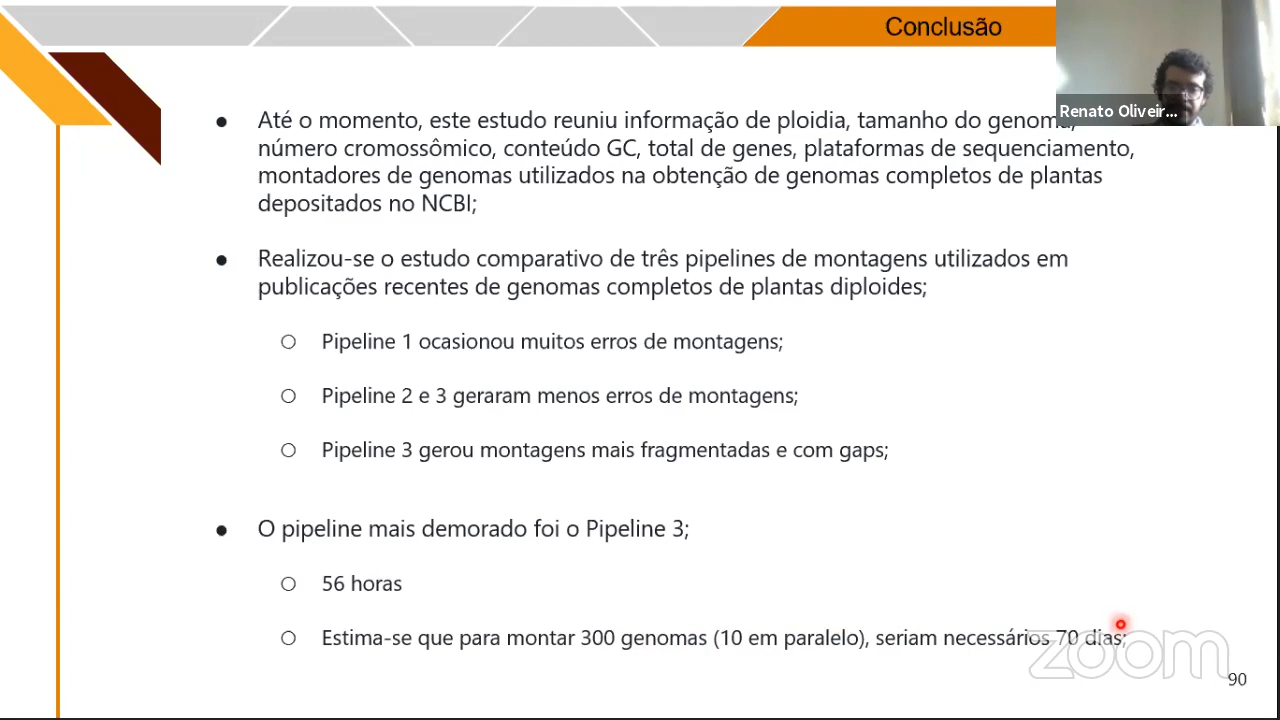 Conclusão
Renato Oliveir...
● Até o momento, este estudo reuniu informação de ploidia, tamanho do genoma,
número cromossômico, conteúdo GC, total de genes, plataformas de sequenciamento,
montadores de genomas utilizados na obtenção de genomas completos de plantas
depositados no NCBI;
● Realizou-se o estudo comparativo de três pipelines de montagens utilizados em
publicações recentes de genomas completos de plantas diploides;
○ Pipeline 1 ocasionou muitos erros de montagens;
○ Pipeline 2 e 3 geraram menos erros de montagens;
○ Pipeline 3 gerou montagens mais fragmentadas e com gaps;
● O pipeline mais demorado foi o Pipeline 3;
○ 56 horas
○ Estima-se que para montar 300 genomas (10 em paralelo), seriam necessários 70 dias;
zoom
90